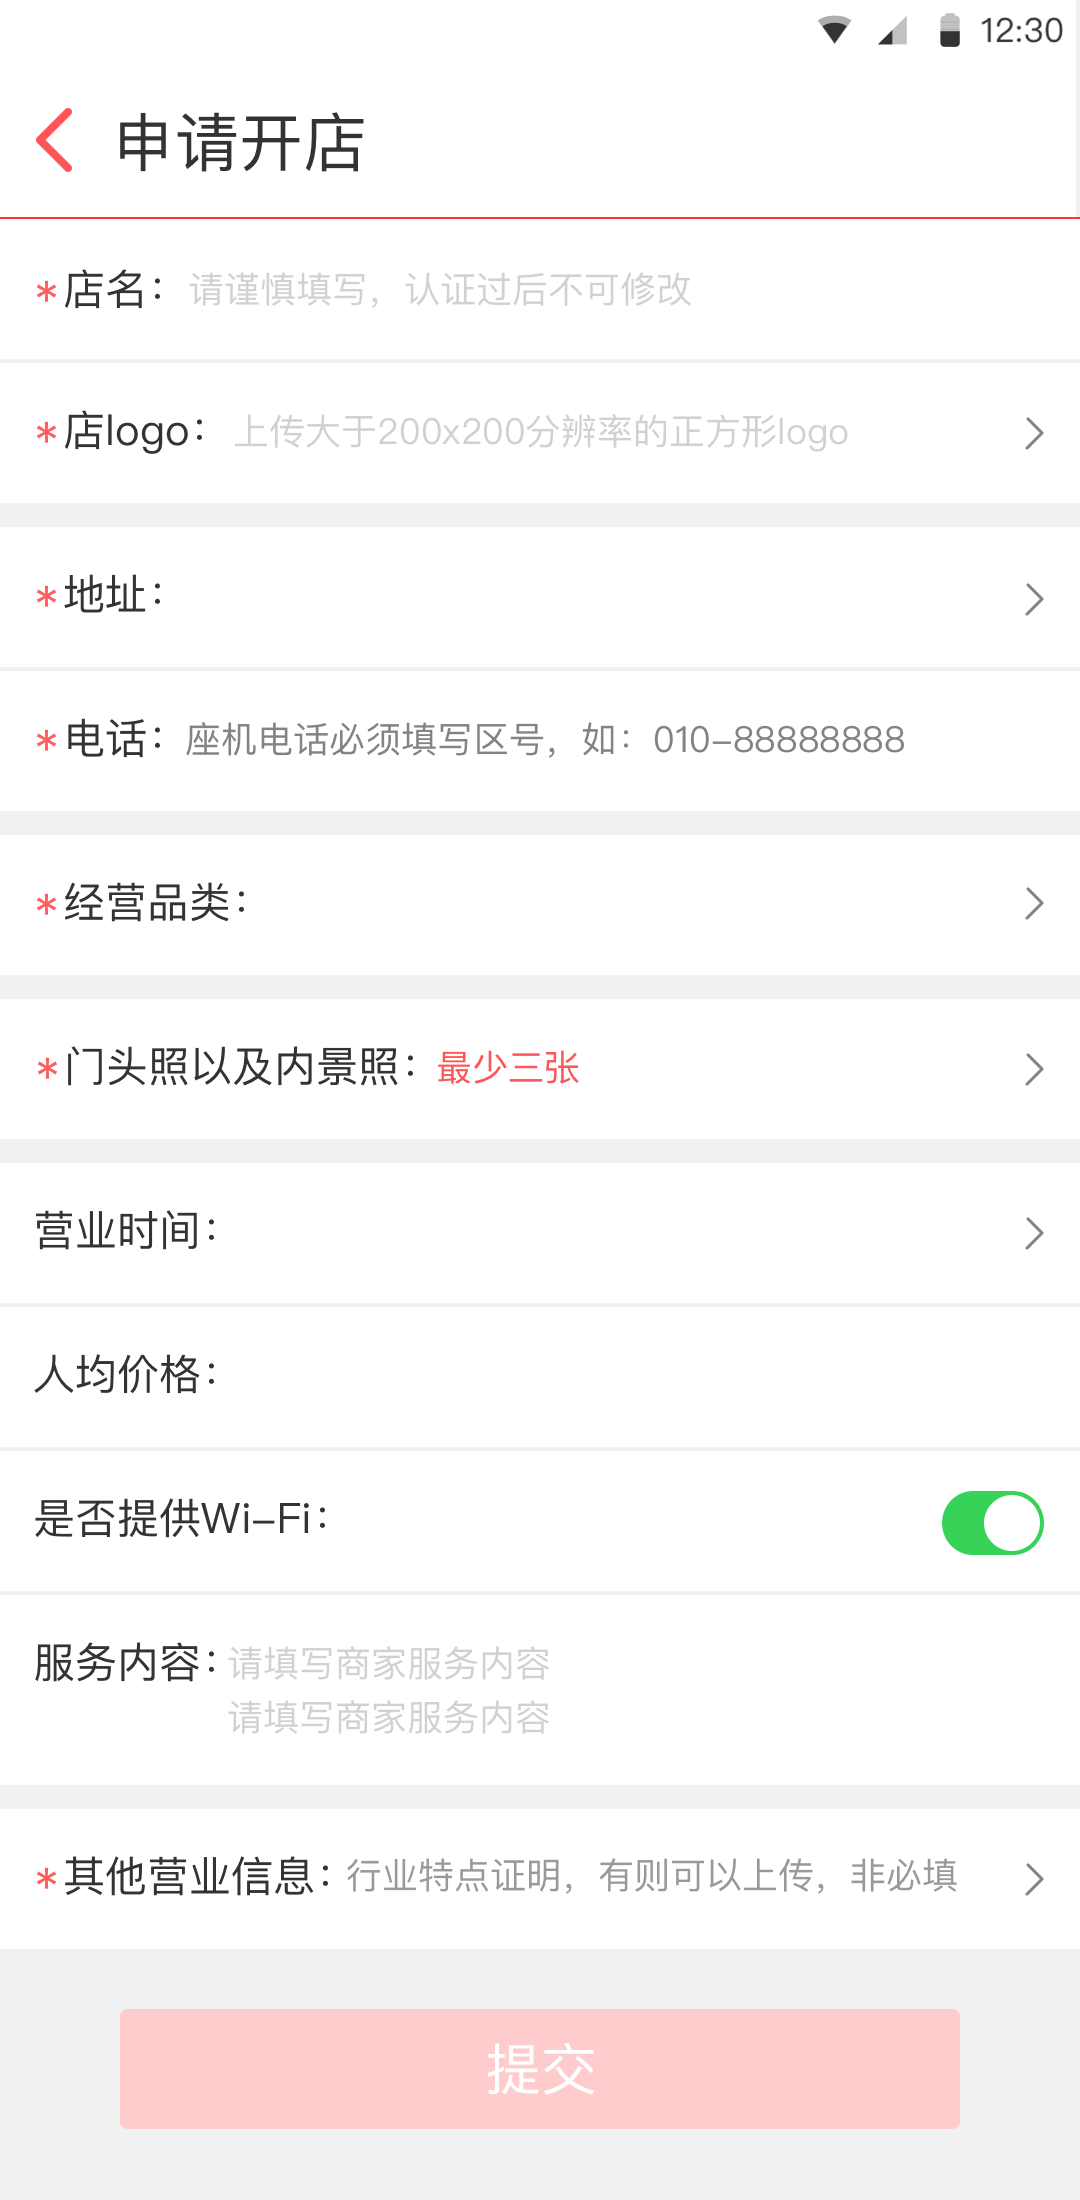 12:30
申请开店
*店名：请谨慎填写，认证过后不可修改
*店logo：上传大于200x200分辨率的正方形logo
*地址：
*电话：座机电话必须填写区号，如：010-88888888
*经营品类：
*门头照以及内景照：最少三张
营业时间：
人均价格：
是否提供Wi-Fi：
服务内容：请填写商家服务内容
请填写商家服务内容
*其他营业信息：行业特点证明，有则可以上传，非必填
提交